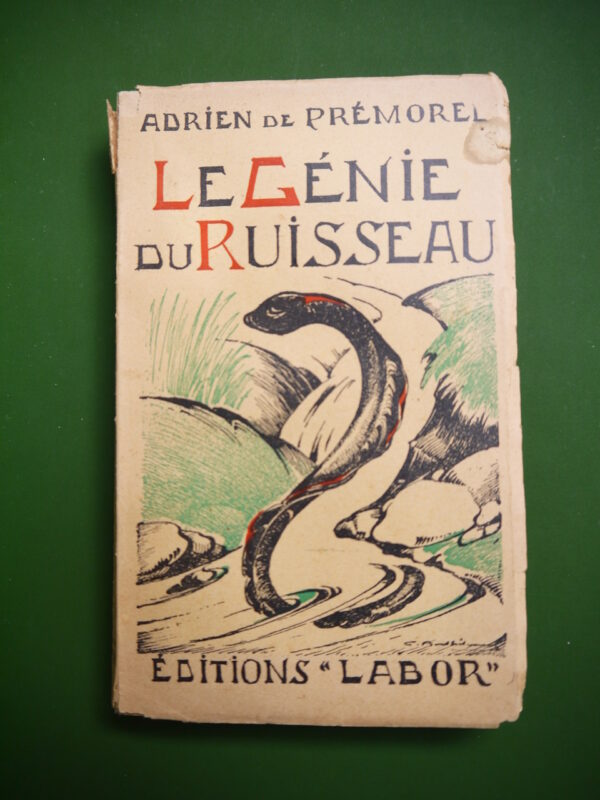 ADRIEN DE PRÉMOREL
LE GÉNIE
DU RUISSEAU
ÉDITIONS "LABOR"